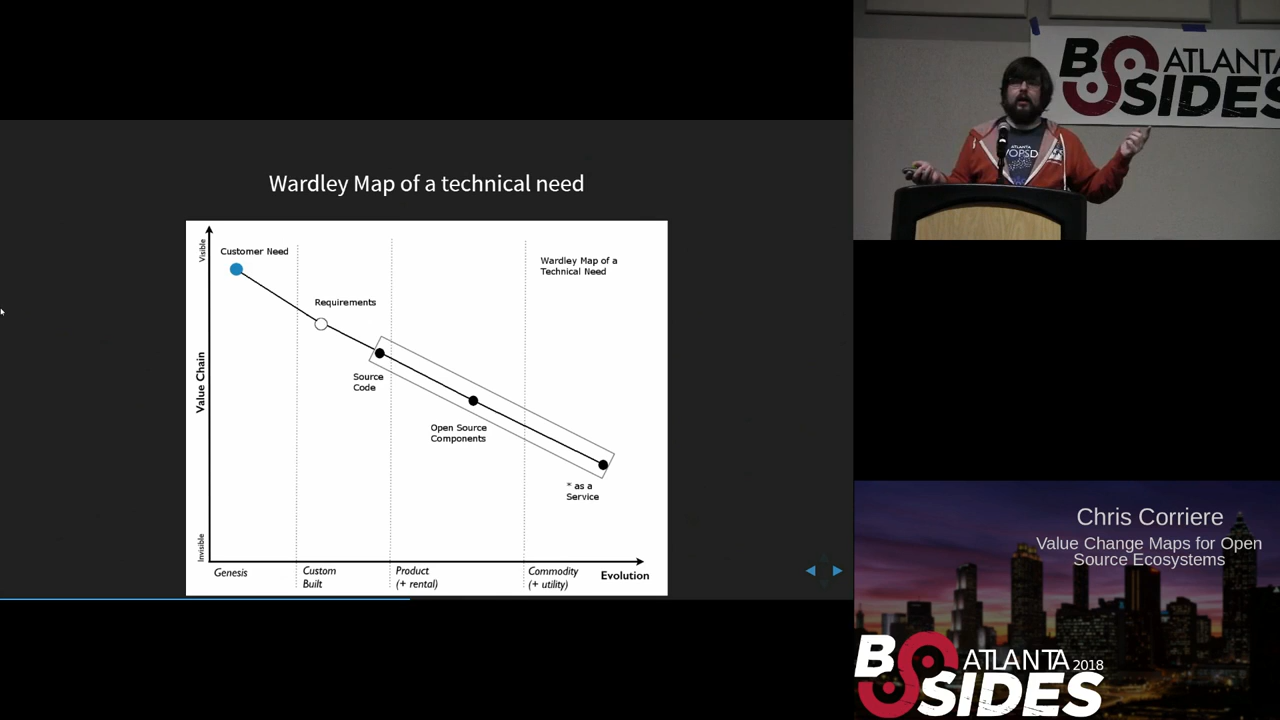 Wardley Map of a technical need
Visible
Customer Need
Wardley Map of a
Technical Need
Requirements
Value Chain
Source
Code
Open Source
Components
* as a
Service
Invisible
Genesis
Custom
Built
Product
(+ rental)
Commodity
(+ utility)
Evolution
BSIDES ATLANTA
ATLANTA
Chris Corriere
Value Change Maps for Open
Source Ecosystems
BSIDES ATLANTA 2018